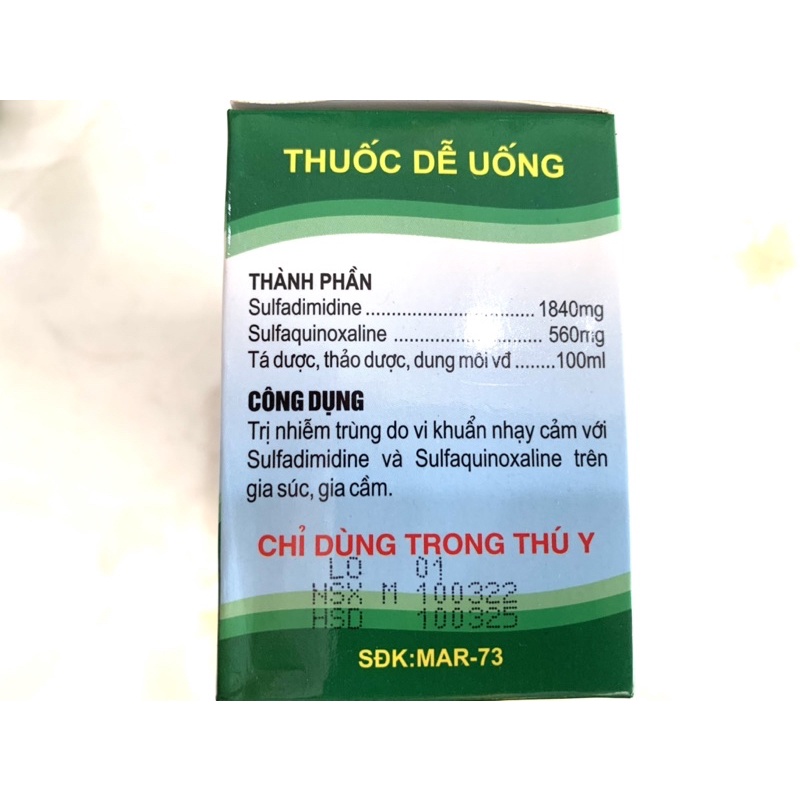 THUỐC DỄ UỐNG
THÀNH PHẦN
Sulfadimidine ................................ 1840mg
Sulfaquinoxaline ............................ 560mg
Tá dược, thảo dược, dung môi vđ ........100ml
CÔNG DỤNG
Trị nhiễm trùng do vi khuẩn nhạy cảm với
Sulfadimidine và Sulfaquinoxaline trên
gia súc, gia cầm.
CHỈ DÙNG TRONG THÚ Y
LO 01
NSX M 100322
HSD 100325
SĐK:MAR-73